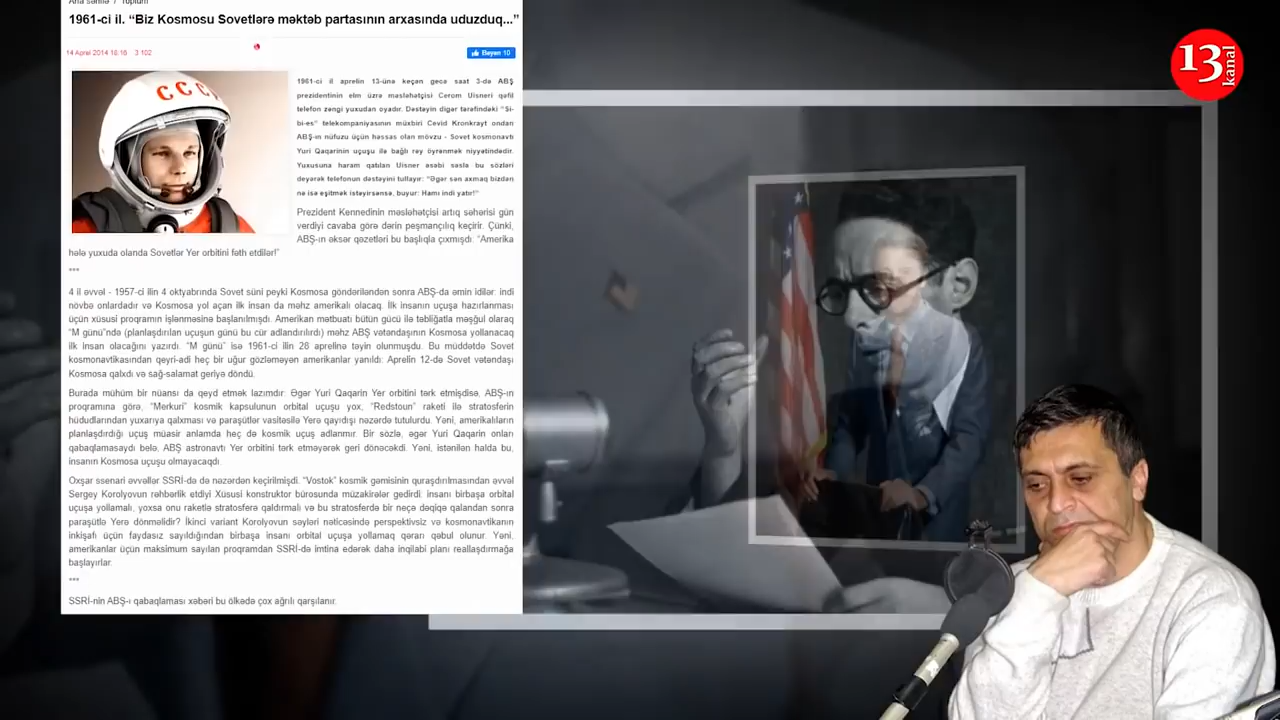 Ana səhifə / Toplum
1961-ci il. “Biz Kosmosu Sovetlərə məktəb partasının arxasında uduzduq...”
14 Aprel 2014 18:16 3 102
Bəyən 10
1961-ci il aprelin 13-ünə keçən gecə saat 3-də ABŞ
prezidentinin elm üzrə məsləhətçisi Cerom Uisneri qəfil
telefon zəngi yuxudan oyadır. Dəstəyin digər tərəfindəki “Si-
bi-es” telekompaniyasının müxbiri Cevid Kronkrayt ondan
ABŞ-ın nüfuzu üçün həssas olan mövzu - Sovet kosmonavtı
Yuri Qaqarinin uçuşu ilə bağlı rəy öyrənmək niyyətindədir.
Yuxusuna haram qatılan Uisner əsəbi səslə bu sözləri
deyərək telefonun dəstəyini tullayır: “Əgər sən axmaq bizdən
nə isə eşitmək istəyirsənsə, buyur: Hamı indi yatır!”
Prezident Kennedinin məsləhətçisi artıq səhərisi gün
verdiyi cavaba görə dərin peşmançılıq keçirir. Çünki,
ABŞ-ın əksər qəzetləri bu başlıqla çıxmışdı: “Amerika
hələ yuxuda olanda Sovetlər Yer orbitini fəth etdilər!”
***
4 il əvvəl - 1957-ci ilin 4 oktyabrında Sovet süni peyki Kosmosa göndəriləndən sonra ABŞ-da əmin idilər: indi
növbə onlardadır və Kosmosa yol açan ilk insan da məhz amerikalı olacaq. İlk insanın uçuşa hazırlanması
üçün xüsusi proqramın işlənməsinə başlanılmışdı. Amerikan mətbuatı bütün gücü ilə təbliğatla məşğul olaraq
“M günü”ndə (planlaşdırılan uçuşun günü bu cür adlandırılırdı) məhz ABŞ vətəndaşının Kosmosa yollanacaq
ilk insan olacağını yazırdı. “M günü” isə 1961-ci ilin 28 aprelinə təyin olunmuşdu. Bu müddətdə Sovet
kosmonavtikasından qeyri-adi heç bir uğur gözləməyən amerikanlar yanıldı: Aprelin 12-də Sovet vətəndaşı
Kosmosa qalxdı və sağ-salamat geriyə döndü.
Burada mühüm bir nüansı da qeyd etmək lazımdır: Əgər Yuri Qaqarin Yer orbitini tərk etmişdisə, ABŞ-ın
proqramına görə, “Merkuri” kosmik kapsulunun orbital uçuşu yox, “Redstoun” raketi ilə stratosferin
hüdudlarından yuxarıya qalxması və paraşütlər vasitəsilə Yerə qayıdışı nəzərdə tutulurdu. Yəni, amerikalıların
planlaşdırdığı uçuş müasir anlamda heç də kosmik uçuş adlanmır. Bir sözlə, əgər Yuri Qaqarin onları
qabaqlamasaydı belə, ABŞ astronavtı Yer orbitini tərk etməyərək geri dönəcəkdi. Yəni, istənilən halda bu,
insanın Kosmosa uçuşu olmayacaqdı.
Oxşar ssenari əvvəllər SSRİ-də də nəzərdən keçirilmişdi. “Vostok” kosmik gəmisinin quraşdırılmasından əvvəl
Sergey Korolyovun rəhbərlik etdiyi Xüsusi konstruktor bürosunda müzakirələr gedirdi: insanı birbaşa orbital
uçuşa yollamalı, yoxsa onu raketlə stratosferə qaldırmalı və bu stratosferdə bir neçə dəqiqə qalandan sonra
paraşütlə Yerə dönməlidir? İkinci variant Korolyovun səyləri nəticəsində perspektivsiz və kosmonavtikanın
inkişafı üçün faydasız sayıldığından birbaşa insanı orbital uçuşa yollamaq qərarı qəbul olunur. Yəni,
amerikanlar üçün maksimum sayılan proqramdan SSRİ-də imtina edərək daha inqilabi planı reallaşdırmağa
başlayırlar.
***
SSRİ-nin ABŞ-ı qabaqlaması xəbəri bu ölkədə çox ağrılı qarşılanır.
CCC
13 kanal